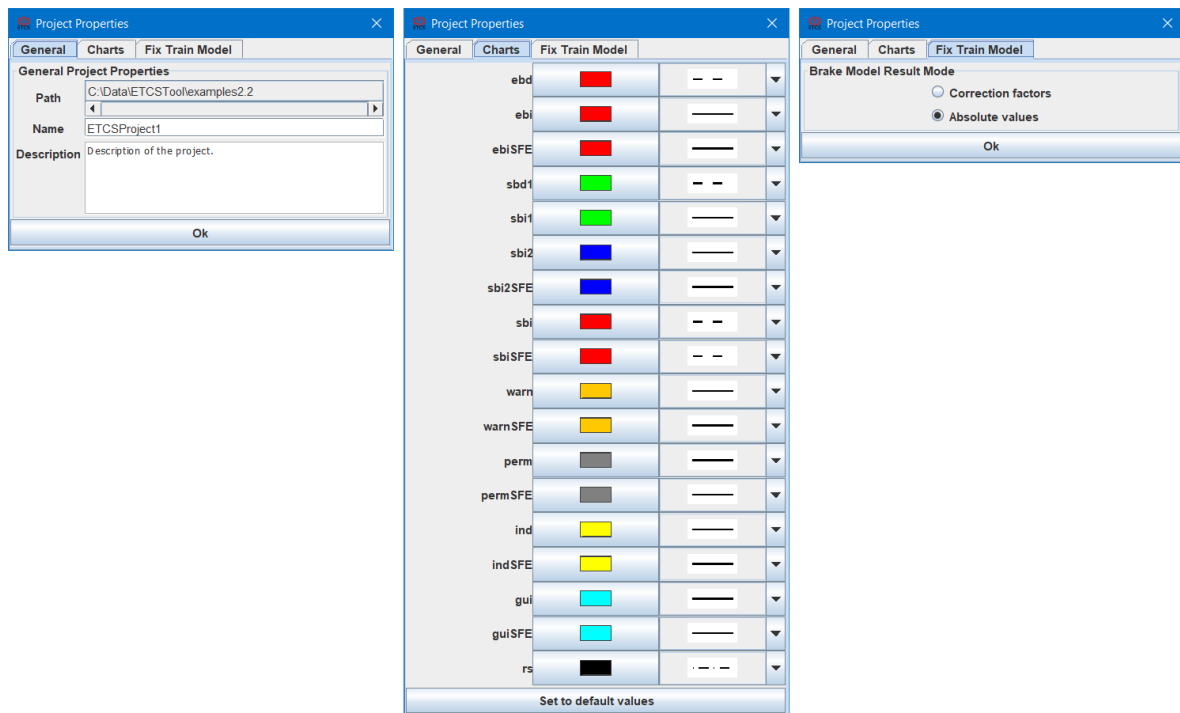 Project Properties
General Charts Fix Train Model
General Project Properties
Path C:\Data\ETCSTool\examples2.2
Name ETCSProject1
Description Description of the project.
Ok
Project Properties
General Charts Fix Train Model
ebd
ebi
ebiSFE
sbd1
sbi1
sbi2
sbi2SFE
sbi
sbiSFE
warn
warnSFE
perm
permSFE
ind
indSFE
gui
guiSFE
rs
Set to default values
Project Properties
General Charts Fix Train Model
Brake Model Result Mode
Correction factors
Absolute values
Ok